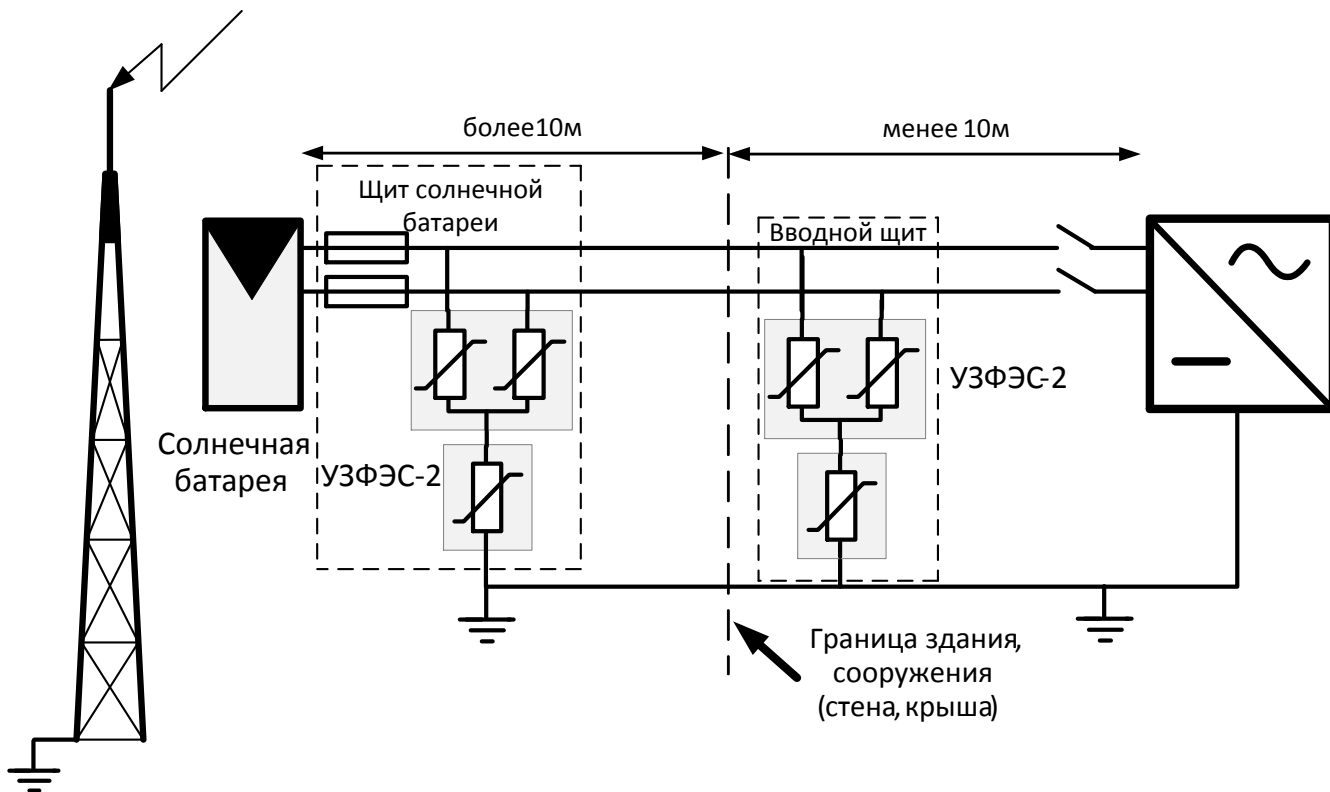 более10м
менее 10м
Щит солнечной
батареи
Вводной щит
УЗФЭС-2
Солнечная
батарея
УЗФЭС-2
Граница здания,
сооружения
(стена, крыша)